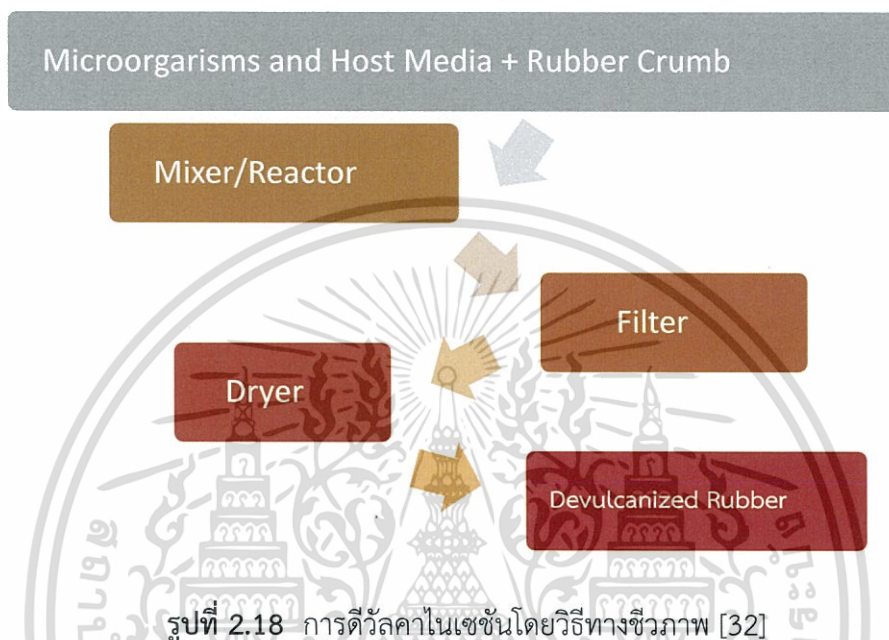 Microorgarisms and Host Media + Rubber Crumb
Mixer/Reactor
Filter
Dryer
Devulcanized Rubber
รูปที่ 2.18 การดีวัลคาไนเซชันโดยวิธีทางชีวภาพ [32]